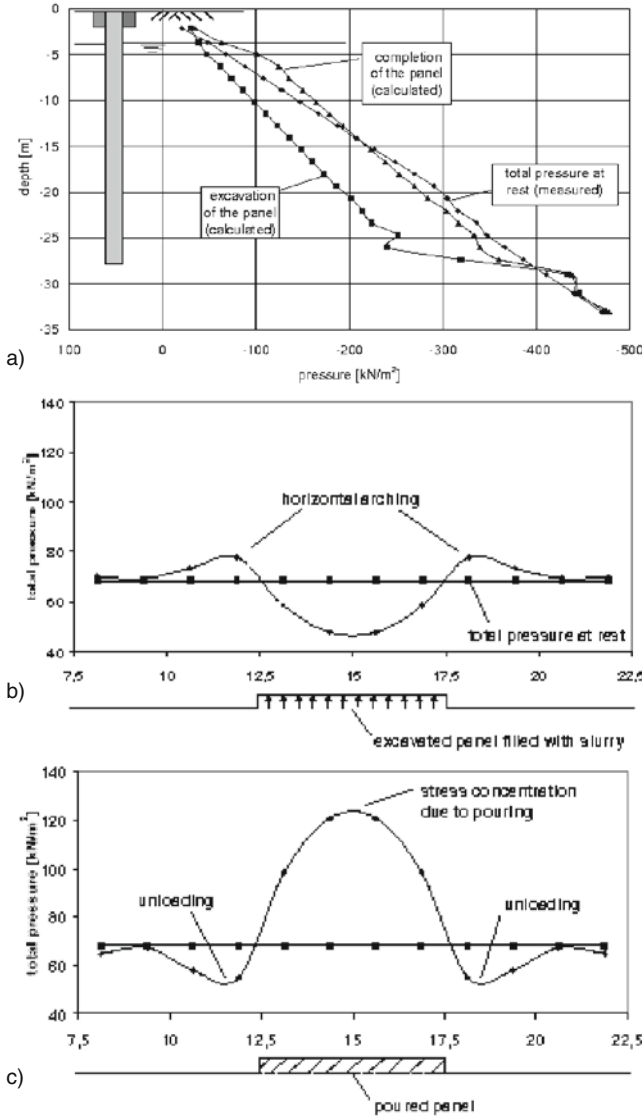 0
-5
-10
-15
-20
-25
-30
-35
depth [m]
completion
of the panel
(calculated)
total pressure at
rest (measured)
excavation
of the panel
(calculated)
100
0
-100
-200
-300
-400
-500
pressure [kN/m²]
a)
140
120
100
80
60
40
total pressure [kN/m²]
horizontal arching
total pressure at rest
7,5
10
12,5
15
17,5
20
22,5
b)
excavated panel filled with slurry
140
120
100
80
60
40
total pressure [kN/m²]
stress concentration
due to pouring
unloading
unloading
7,5
10
12,5
15
17,5
20
22,5
c)
poured panel